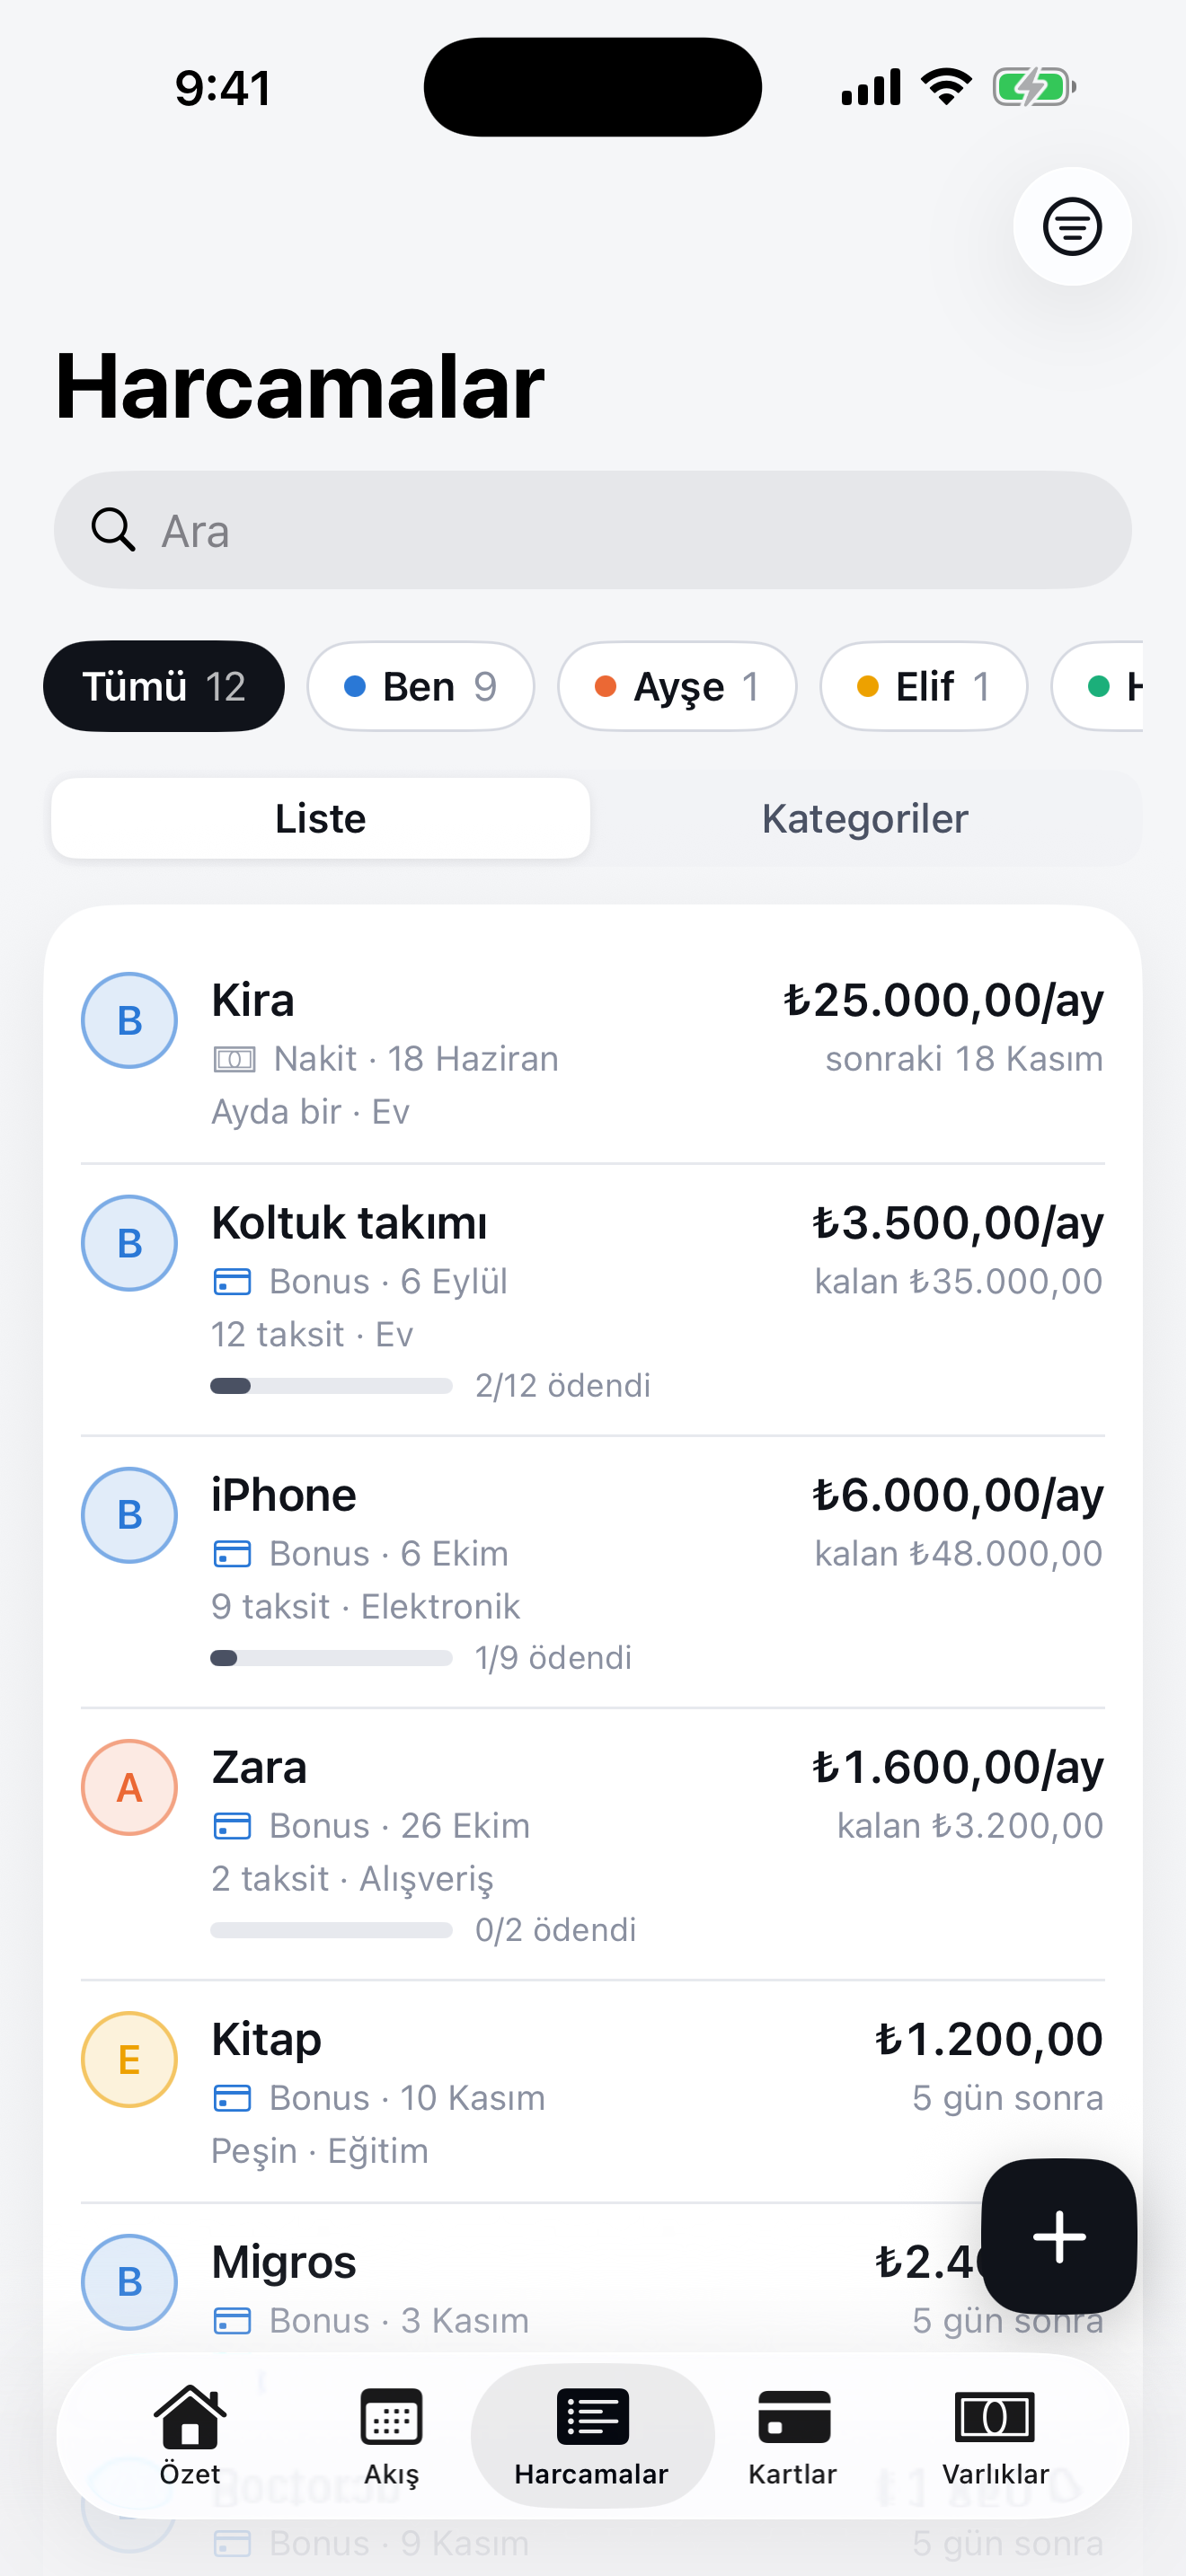 9:41
Harcamalar
Ara
Tümü 12
Ben 9
Ayşe 1
Elif 1
Liste
Kategoriler
B
Kira
₺25.000,00/ay
Nakit · 18 Haziran
sonraki 18 Kasım
Ayda bir · Ev
B
Koltuk takımı
₺3.500,00/ay
Bonus · 6 Eylül
kalan ₺35.000,00
12 taksit · Ev
2/12 ödendi
B
iPhone
₺6.000,00/ay
Bonus · 6 Ekim
kalan ₺48.000,00
9 taksit · Elektronik
1/9 ödendi
A
Zara
₺1.600,00/ay
Bonus · 26 Ekim
kalan ₺3.200,00
2 taksit · Alışveriş
0/2 ödendi
E
Kitap
₺1.200,00
Bonus · 10 Kasım
5 gün sonra
Peşin · Eğitim
B
Migros
Bonus · 3 Kasım
5 gün sonra
Özet
Akış
Harcamalar
Kartlar
Varlıklar
Bonus · 9 Kasım
5 gün sonra